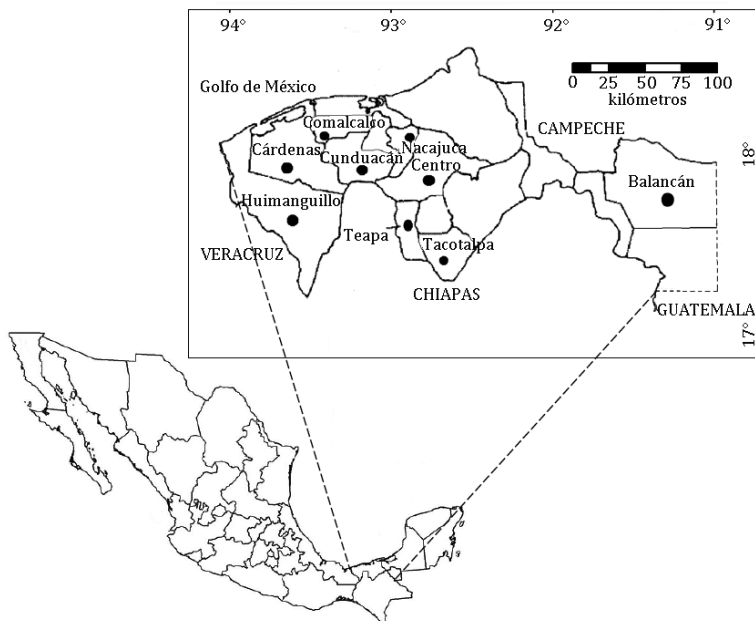 94°
93°
92°
91°
0 25 50 75 100
kilómetros
Golfo de México
Comalcalco
CAMPECHE
Cárdenas
Cunduacán
Nacajuca
Centro
18°
Huimanguillo
Balancán
Teapa
Tacotalpa
VERACRUZ
CHIAPAS
GUATEMALA
17°